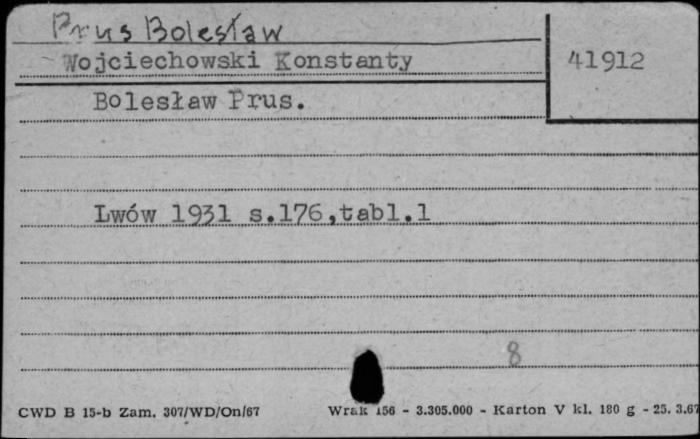 Prus Bolesław
Wojciechowski Konstanty
41912
Bolesław Prus.
Lwów 1931 s.176,tabl.1
8
CWD B 15-b Zam. 307/WD/On/67 Wrak 156 - 3.305.000 - Karton V kl. 180 g - 25. 3.67